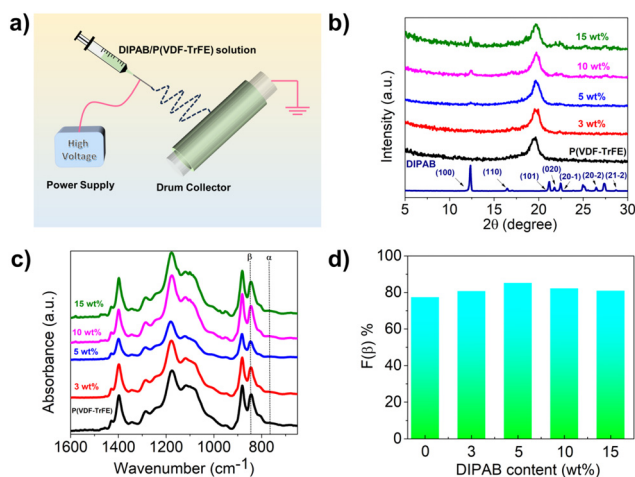 a)
DIPAB/P(VDF-TrFE) solution
High
Voltage
Power Supply
Drum Collector
b)
Intensity (a.u.)
15 wt%
10 wt%
5 wt%
3 wt%
P(VDF-TrFE)
DIPAB
(100)
(110)
(101)
(020)
(20-1)
(20-2)
(21-2)
5 10 15 20 25 30
2θ (degree)
c)
Absorbance (a.u.)
β
α
15 wt%
10 wt%
5 wt%
3 wt%
P(VDF-TrFE)
1600 1400 1200 1000 800
Wavenumber (cm-1)
d)
F(β) %
100
80
60
40
20
0
0 3 5 10 15
DIPAB content (wt%)